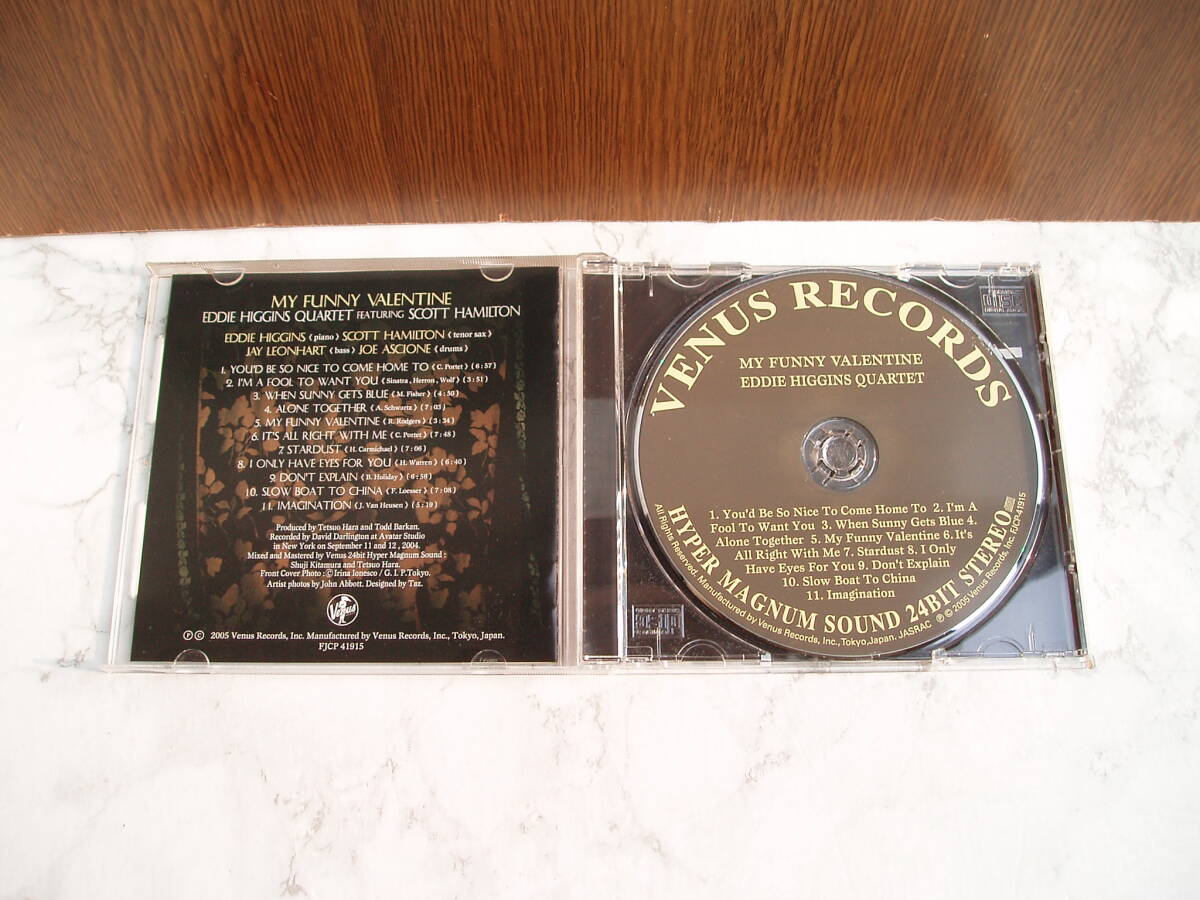 MY FUNNY VALENTINE
EDDIE HIGGINS QUARTET FEATURING SCOTT HAMILTON
EDDIE HIGGINS (piano) SCOTT HAMILTON (tenor sax)
JAY LEONHART (bass) JOE ASCIONE (drums)
1. YOU'D BE SO NICE TO COME HOME TO (C. Portet) (6:57)
2. I'M A FOOL TO WANT YOU (Sinatra, Herron, Wolf) (3:51)
3. WHEN SUNNY GETS BLUE (M. Fisher) (4:50)
4. ALONE TOGETHER (A. Schwartz) (7:03)
5. MY FUNNY VALENTINE (R. Rodgers) (3:34)
6. IT'S ALL RIGHT WITH ME (C. Portet) (7:48)
7 STARDUST (H. Carmichael) (7:06)
8. I ONLY HAVE EYES FOR YOU (H. Warren) (6:40)
9. DON'T EXPLAIN (B. Holiday) (6:56)
10. SLOW BOAT TO CHINA (F. Loesser) (7:08)
11. IMAGINATION (J. Van Heusen) (5:19)
Produced by Tetsuo Hara and Todd Barkan.
Recorded by David Darlington at Avatar Studio
in New York on September 11 and 12, 2004.
Mixed and Mastered by Venus 24bit Hyper Magnum Sound :
Shuji Kitamura and Tetsuo Hara.
Front Cover Photo : © Irina Ionesco / G. I. P. Tokyo.
Artist photos by John Abbott. Designed by Taz.
Venus
℗ © 2005 Venus Records, Inc. Manufactured by Venus Records, Inc., Tokyo, Japan.
FJCP 41915
VENUS RECORDS
MY FUNNY VALENTINE
EDDIE HIGGINS QUARTET
1. You'd Be So Nice To Come Home To 2. I'm A
Fool To Want You 3. When Sunny Gets Blue 4.
Alone Together 5. My Funny Valentine 6. It's
All Right With Me 7. Stardust 8. I Only
Have Eyes For You 9. Don't Explain
10. Slow Boat To China
11. Imagination
HYPER MAGNUM SOUND 24BIT STEREO
All Rights Reserved. Manufactured by Venus Records, Inc., Tokyo, Japan. JASRAC ℗ © 2005 Venus Records, Inc. FJCP-41915